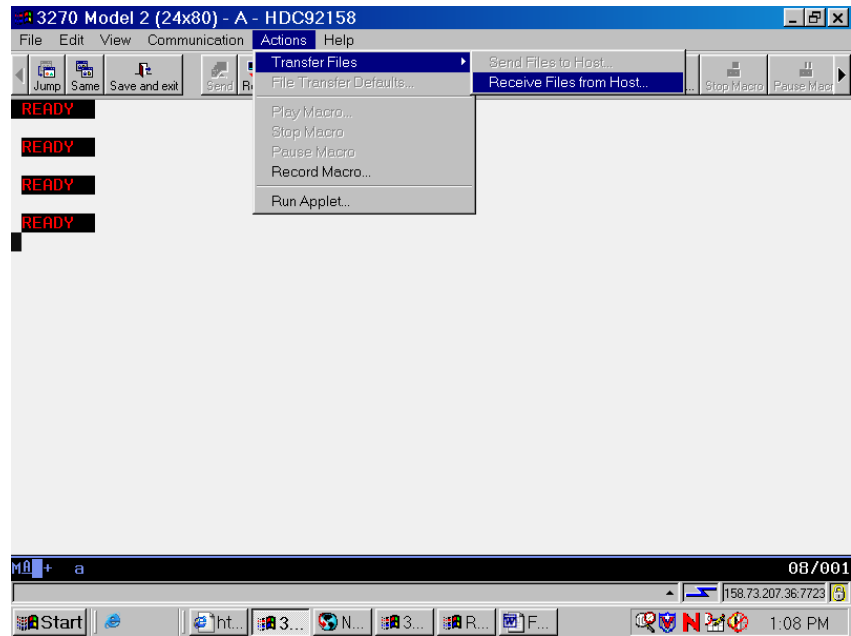 3270 Model 2 (24x80) - A - HDC92158
File Edit View Communication Actions Help
Jump Same Save and exit Send Stop Macro Pause Macr
Transfer Files
File Transfer Defaults...
Play Macro...
Stop Macro
Pause Macro
Record Macro...
Run Applet...
Send Files to Host...
Receive Files from Host...
READY
READY
READY
READY
MA + a 08/001
158.73.207.36:7723
Start ht... 3... N... 3... R... F... 1:08 PM